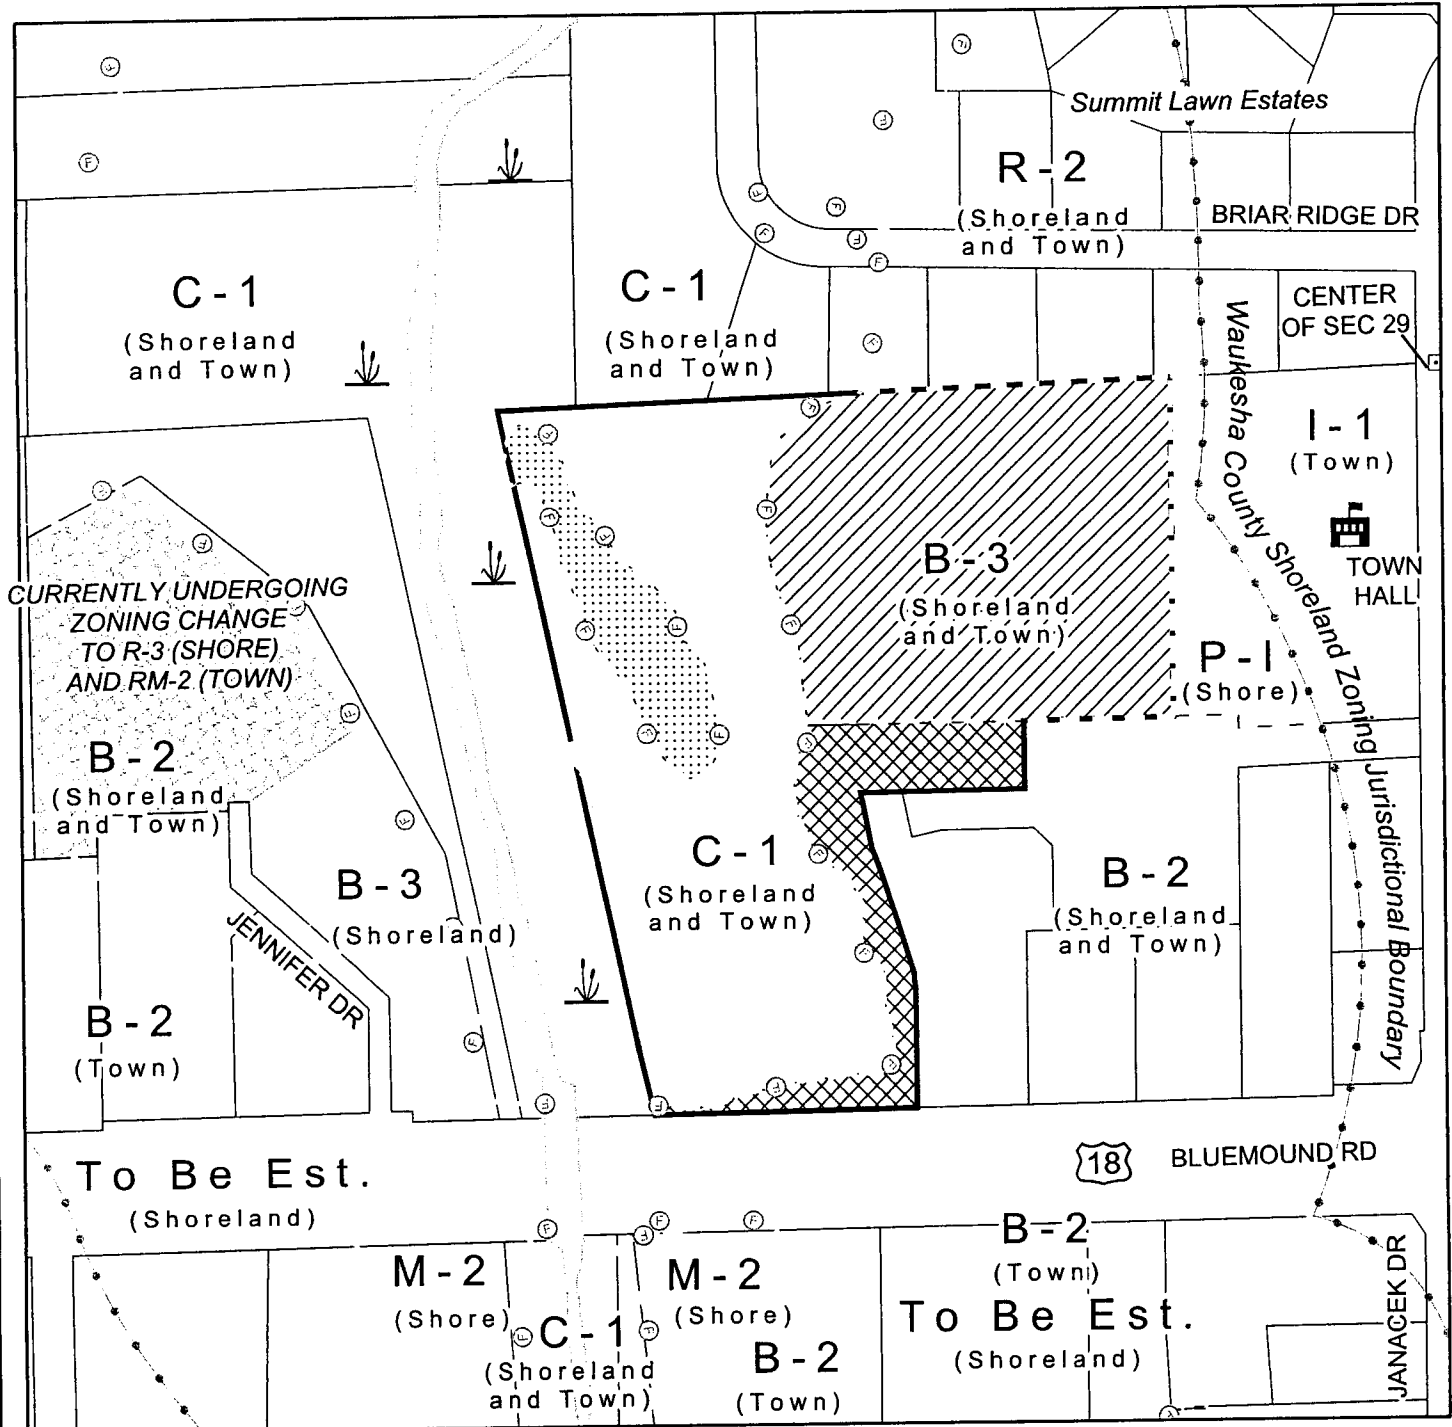 Summit Lawn Estates
R - 2
(Shoreland
and Town)
BRIAR RIDGE DR
C - 1
(Shoreland
and Town)
C - 1
(Shoreland
and Town)
CENTER
OF SEC 29
Waukesha County Shoreland Zoning Jurisdictional Boundary
I - 1
(Town)
TOWN
HALL
B - 3
(Shoreland
and Town)
P - I
(Shore)
CURRENTLY UNDERGOING
ZONING CHANGE
TO R-3 (SHORE)
AND RM-2 (TOWN)
B - 2
(Shoreland
and Town)
B - 3
(Shoreland)
JENNIFER DR
C - 1
(Shoreland
and Town)
B - 2
(Shoreland
and Town)
B - 2
(Town)
To Be Est.
(Shoreland)
18
BLUEMOUND RD
M - 2
(Shore)
C - 1
(Shoreland
and Town)
M - 2
(Shore)
B - 2
(Town)
B - 2
(Town)
To Be Est.
(Shoreland)
JANACEK DR